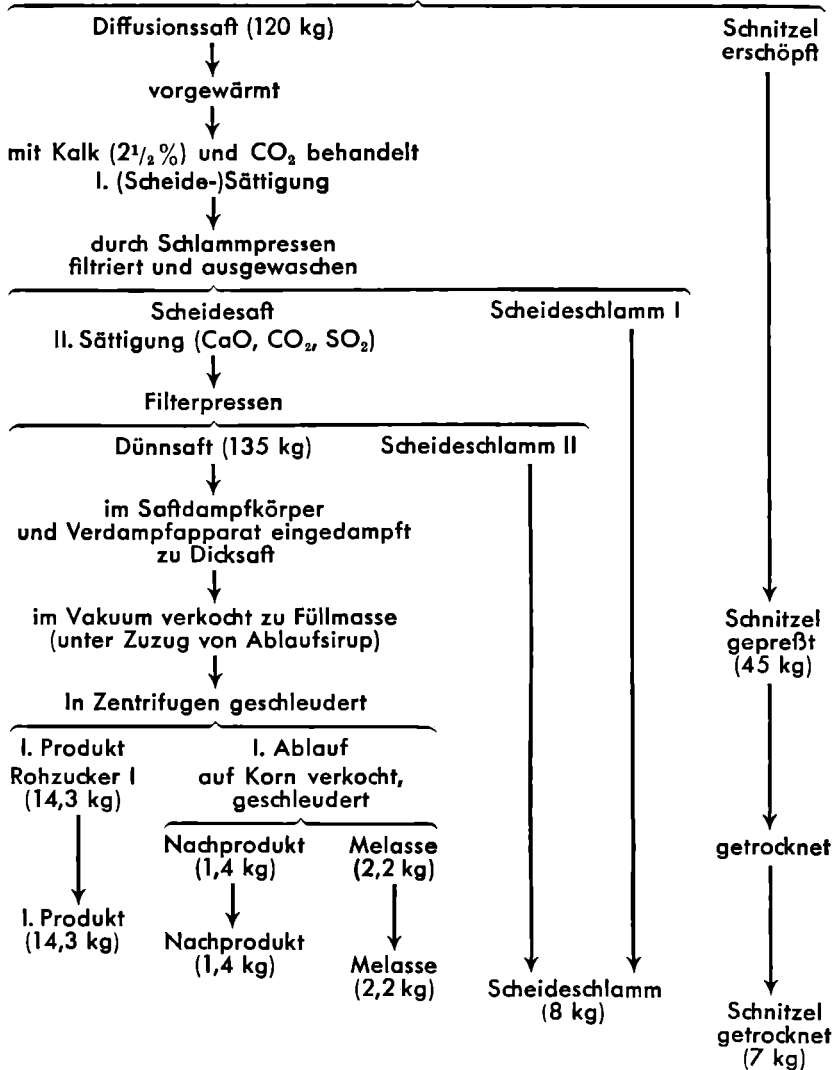 Diffusionssaft (120 kg)
Schnitzel
erschöpft
vorgewärmt
mit Kalk (2¹/₂%) und CO₂ behandelt
I. (Scheide-)Sättigung
durch Schlammpressen
filtriert und ausgewaschen
Scheidesaft
Scheideschlamm I
II. Sättigung (CaO, CO₂, SO₂)
Filterpressen
Dünnsaft (135 kg)
Scheideschlamm II
im Saftdampfkörper
und Verdampfapparat eingedampft
zu Dicksaft
im Vakuum verkocht zu Füllmasse
(unter Zuzug von Ablaufsirup)
Schnitzel
gepreßt
(45 kg)
In Zentrifugen geschleudert
I. Produkt
Rohzucker I
(14,3 kg)
I. Ablauf
auf Korn verkocht,
geschleudert
Nachprodukt
(1,4 kg)
Melasse
(2,2 kg)
getrocknet
I. Produkt
(14,3 kg)
Nachprodukt
(1,4 kg)
Melasse
(2,2 kg)
Scheideschlamm
(8 kg)
Schnitzel
getrocknet
(7 kg)